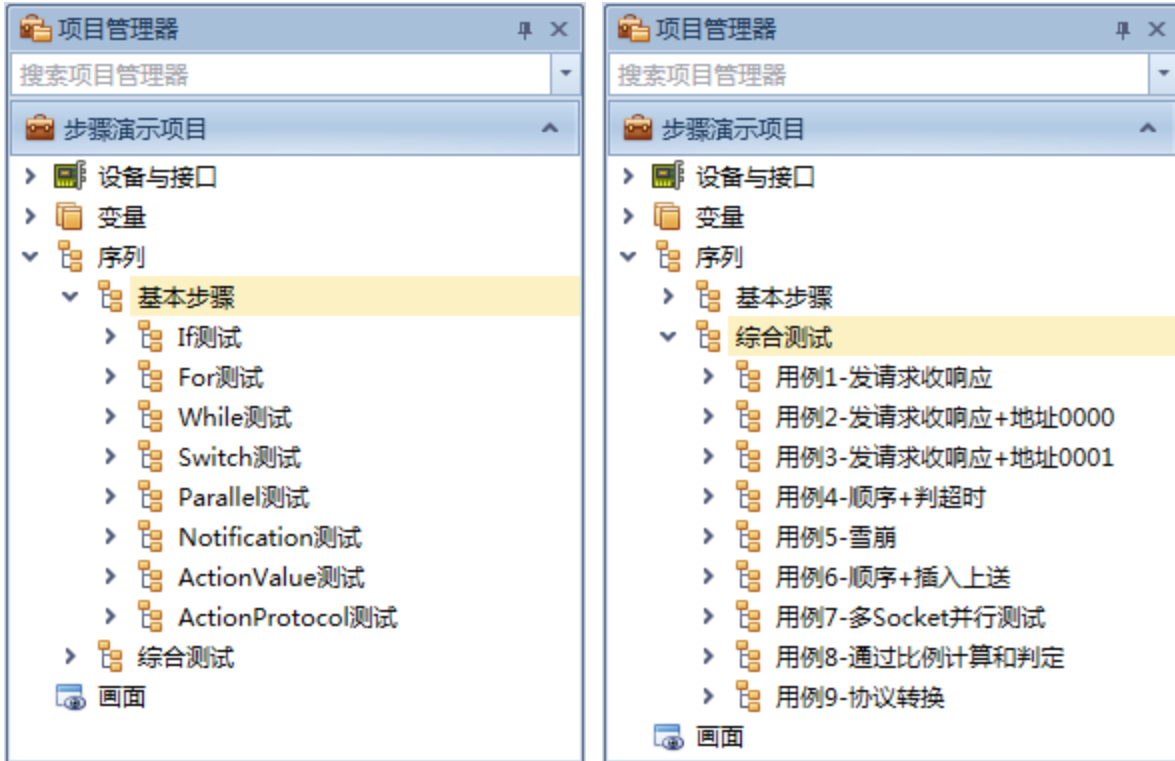 项目管理器
搜索项目管理器
步骤演示项目
设备与接口
变量
序列
基本步骤
If测试
For测试
While测试
Switch测试
Parallel测试
Notification测试
ActionValue测试
ActionProtocol测试
综合测试
画面
项目管理器
搜索项目管理器
步骤演示项目
设备与接口
变量
序列
基本步骤
综合测试
用例1-发请求收响应
用例2-发请求收响应+地址0000
用例3-发请求收响应+地址0001
用例4-顺序+判超时
用例5-雪崩
用例6-顺序+插入上送
用例7-多Socket并行测试
用例8-通过比例计算和判定
用例9-协议转换
画面